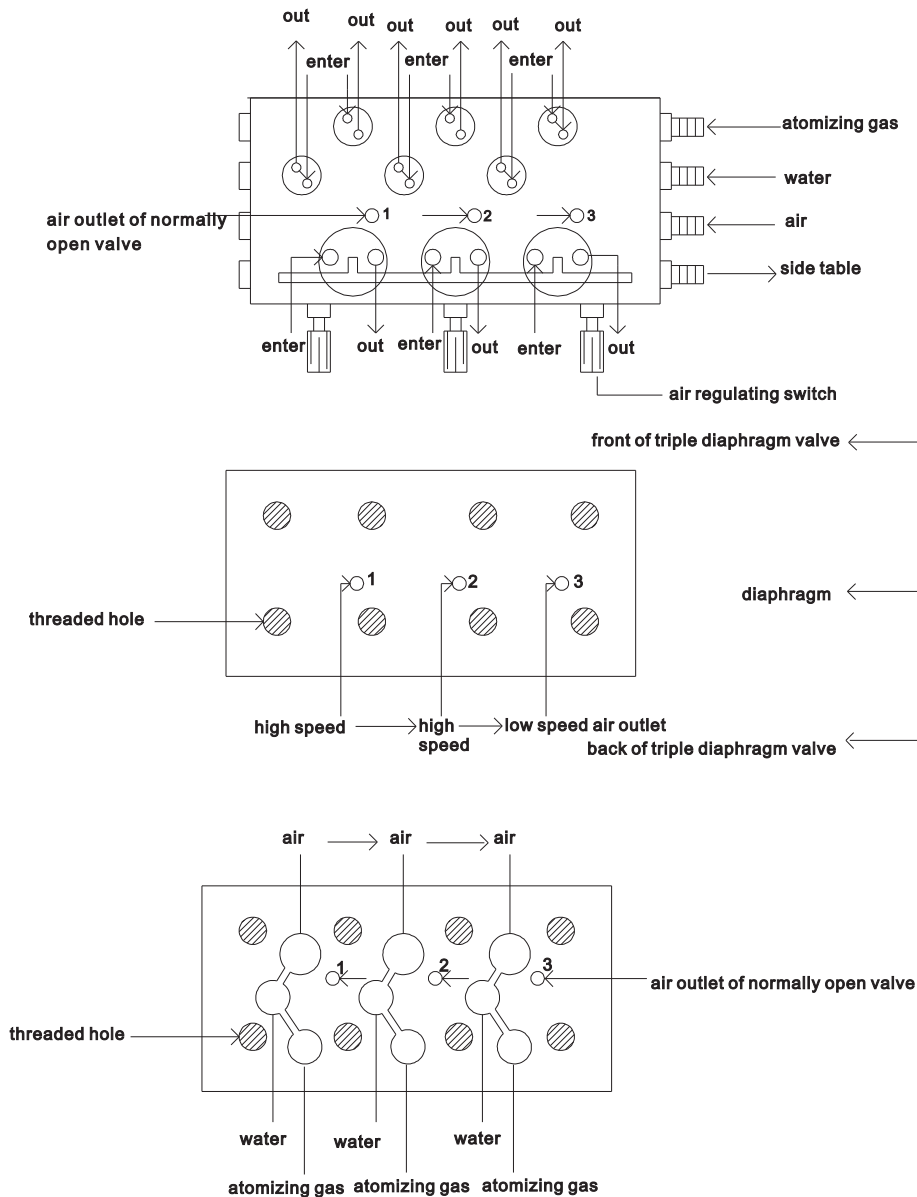 out
out
out
out
out
out
enter
enter
enter
atomizing gas
water
air outlet of normally
open valve
1
2
3
air
side table
enter
out
enter
out
enter
out
air regulating switch
front of triple diaphragm valve
1
2
3
threaded hole
diaphragm
high speed
high
speed
low speed air outlet
back of triple diaphragm valve
air
air
air
1
2
3
air outlet of normally open valve
threaded hole
water
water
water
atomizing gas
atomizing gas
atomizing gas